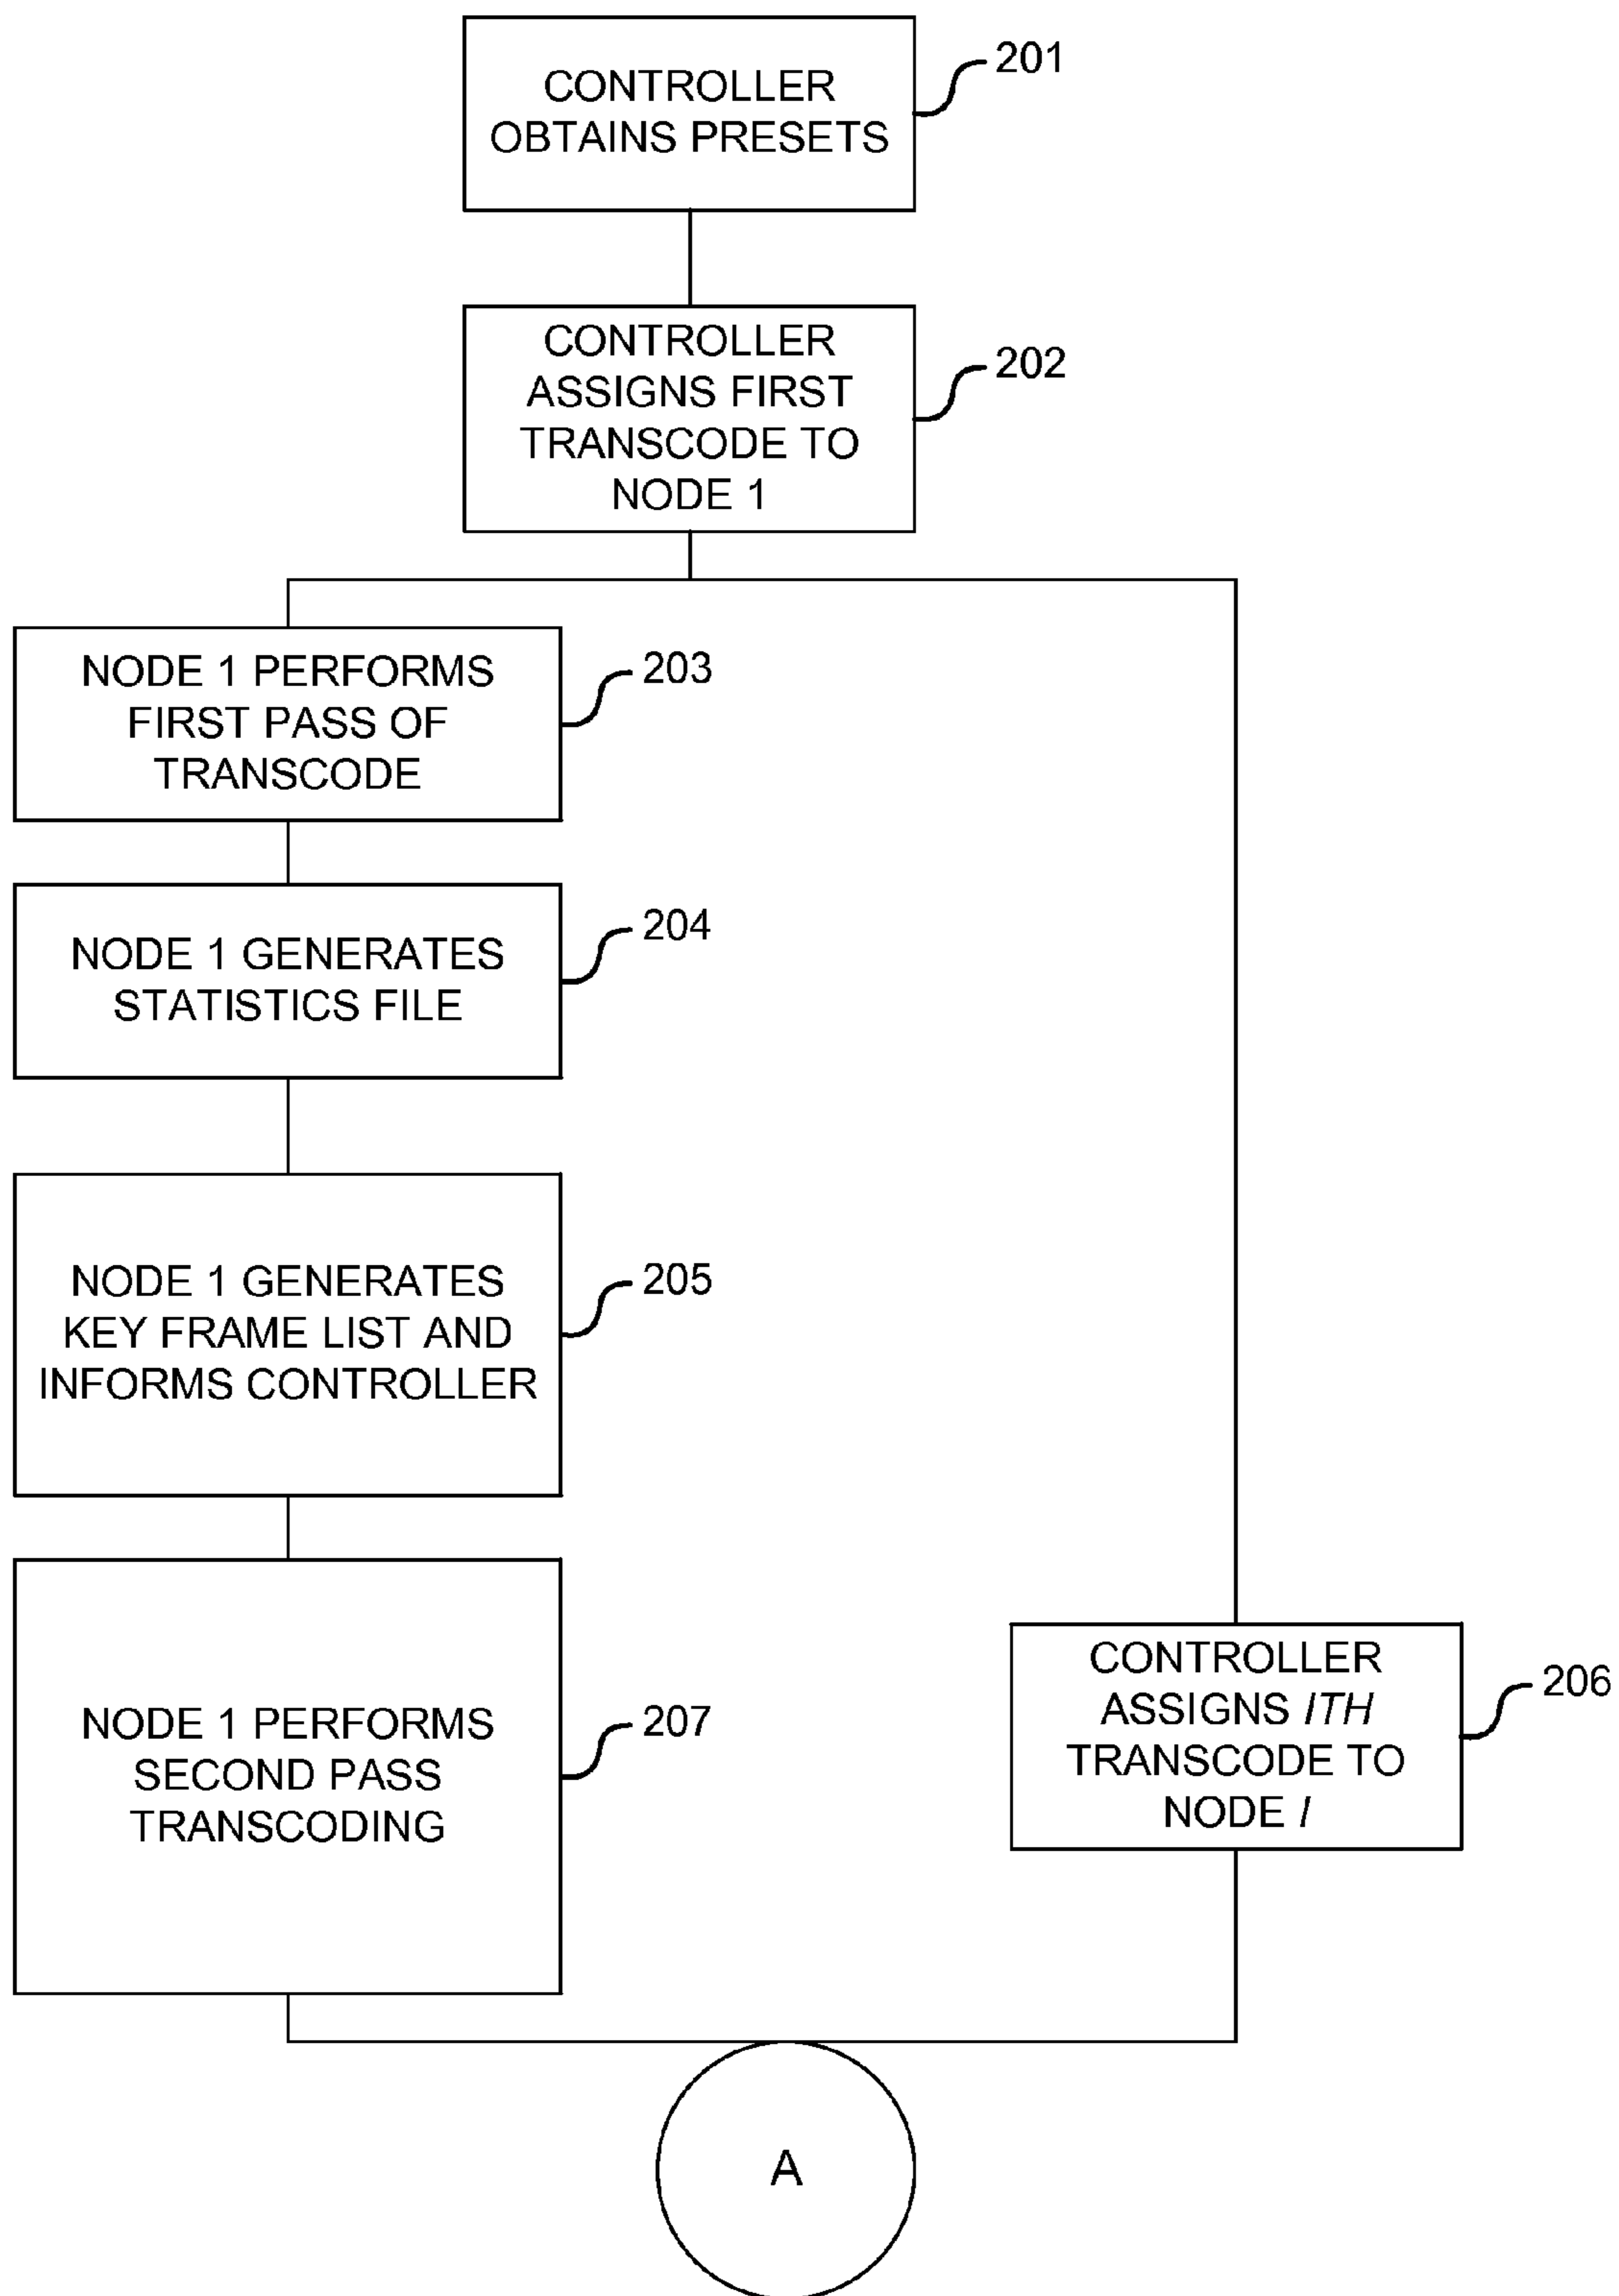 CONTROLLER
OBTAINS PRESETS
201
CONTROLLER
ASSIGNS FIRST
TRANSCODE TO
NODE 1
202
NODE 1 PERFORMS
FIRST PASS OF
TRANSCODE
203
NODE 1 GENERATES
STATISTICS FILE
204
NODE 1 GENERATES
KEY FRAME LIST AND
INFORMS CONTROLLER
205
CONTROLLER
ASSIGNS ITH
TRANSCODE TO
NODE I
206
NODE 1 PERFORMS
SECOND PASS
TRANSCODING
207
A